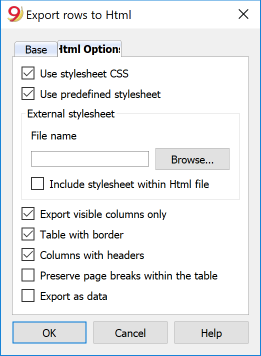 Export rows to Html
Base
Html Options
Use stylesheet CSS
Use predefined stylesheet
External stylesheet
File name
Browse...
Include stylesheet within Html file
Export visible columns only
Table with border
Columns with headers
Preserve page breaks within the table
Export as data
OK
Cancel
Help